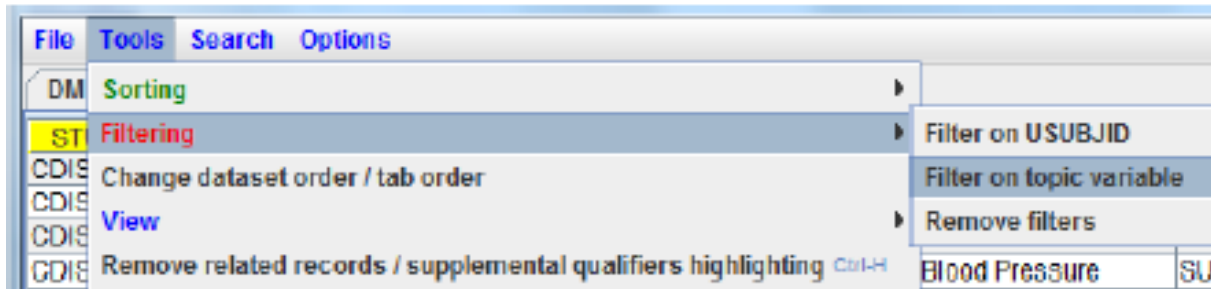 File Tools Search Options
DM Sorting
ST Filtering Filter on USUBJID
CDIS Change dataset order / tab order Filter on topic variable
CDIS
CDIS View Remove filters
CDIS Remove related records / supplemental qualifiers highlighting Ctrl-H Blood Pressure SU